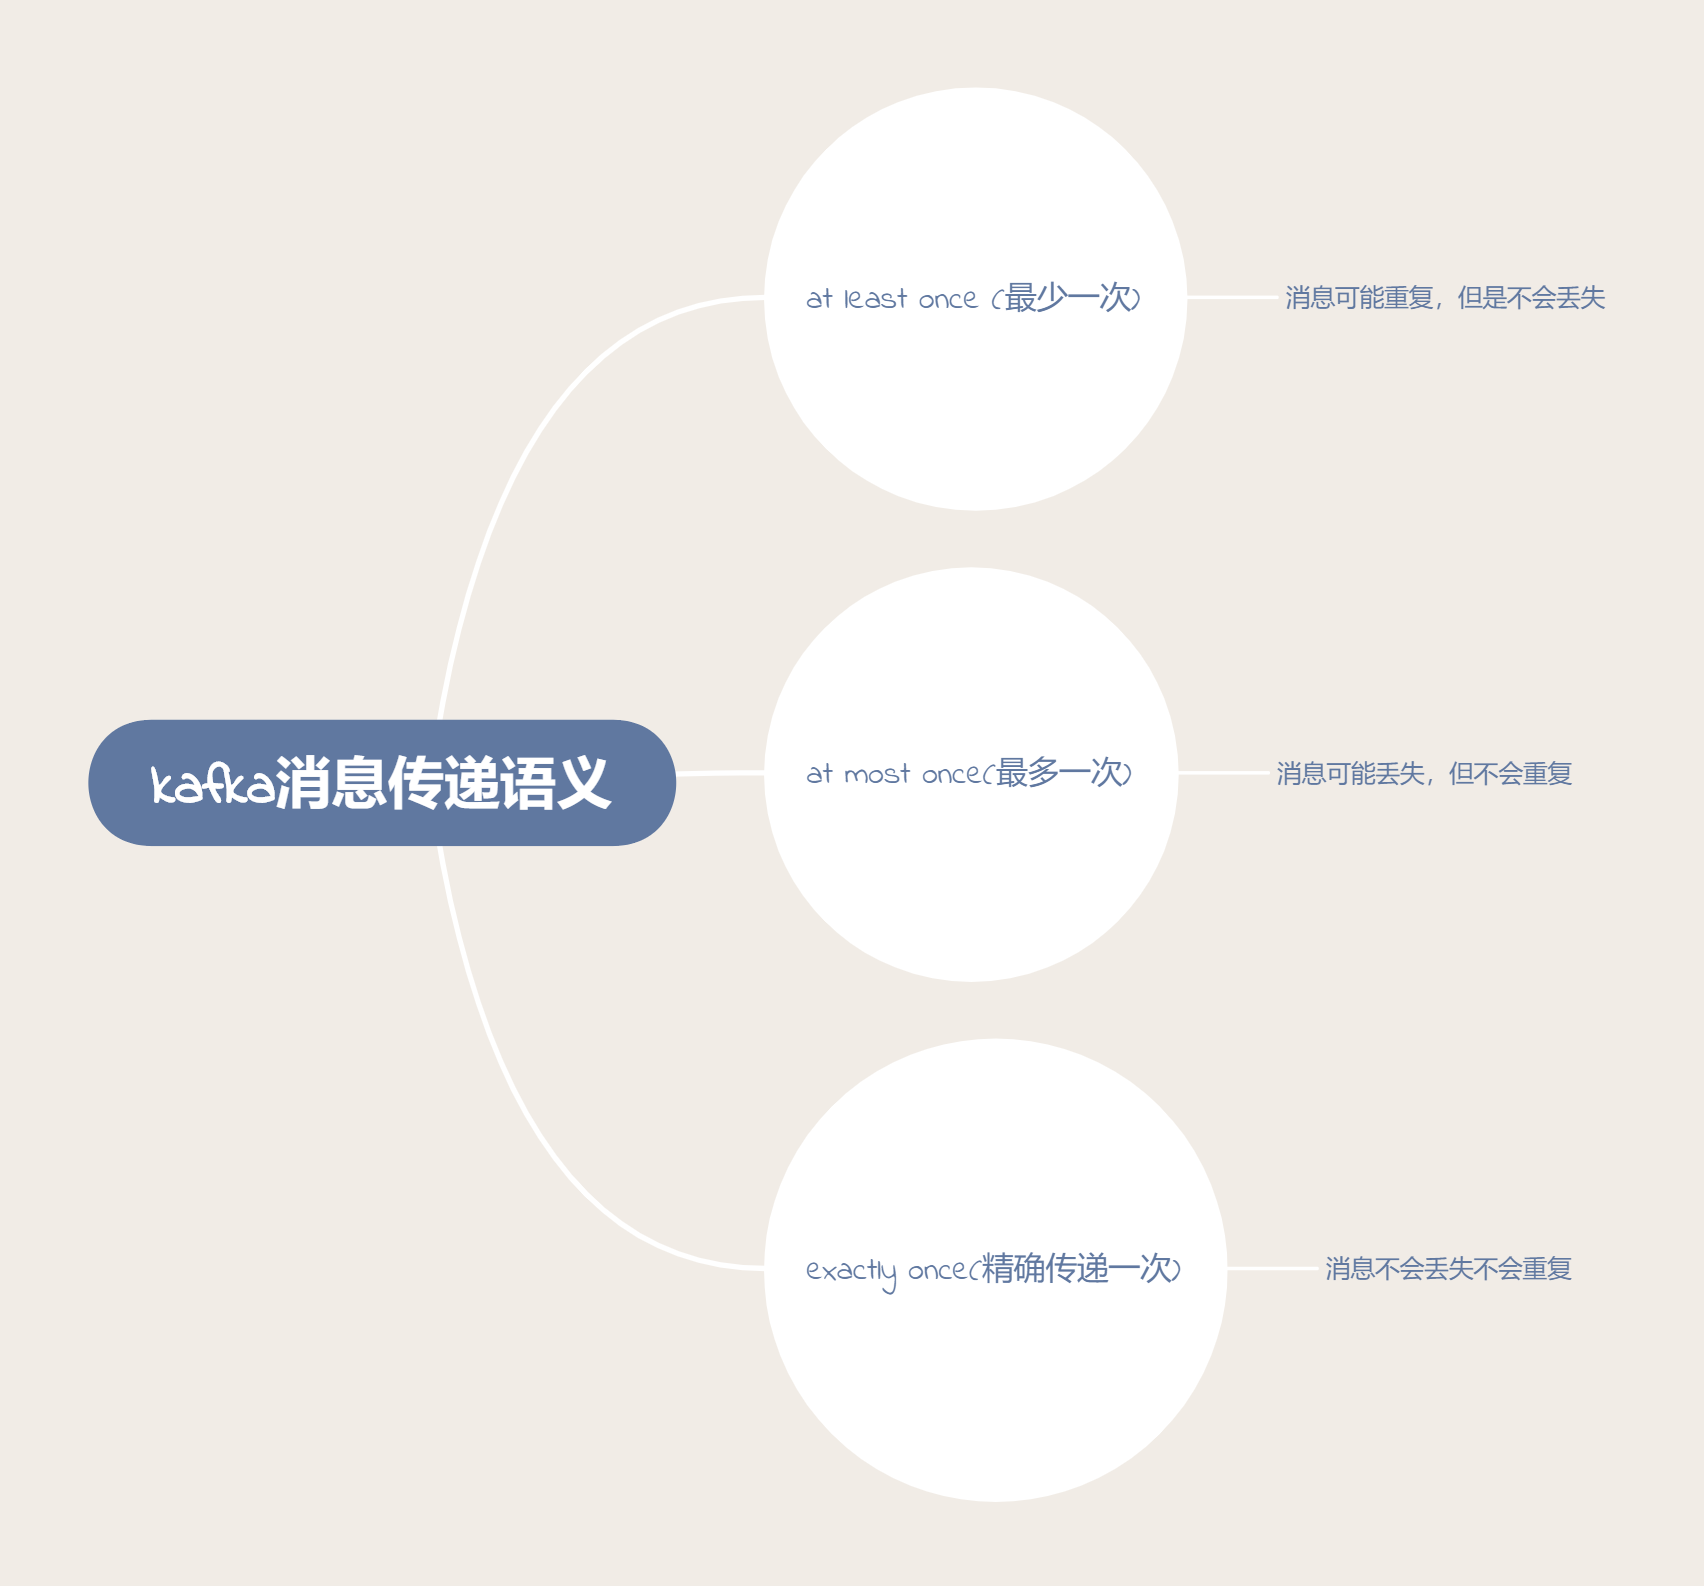 at least once (最少一次)
消息可能重复，但是不会丢失
kafka消息传递语义
at most once(最多一次)
消息可能丢失，但不会重复
exactly once(精确传递一次)
消息不会丢失不会重复